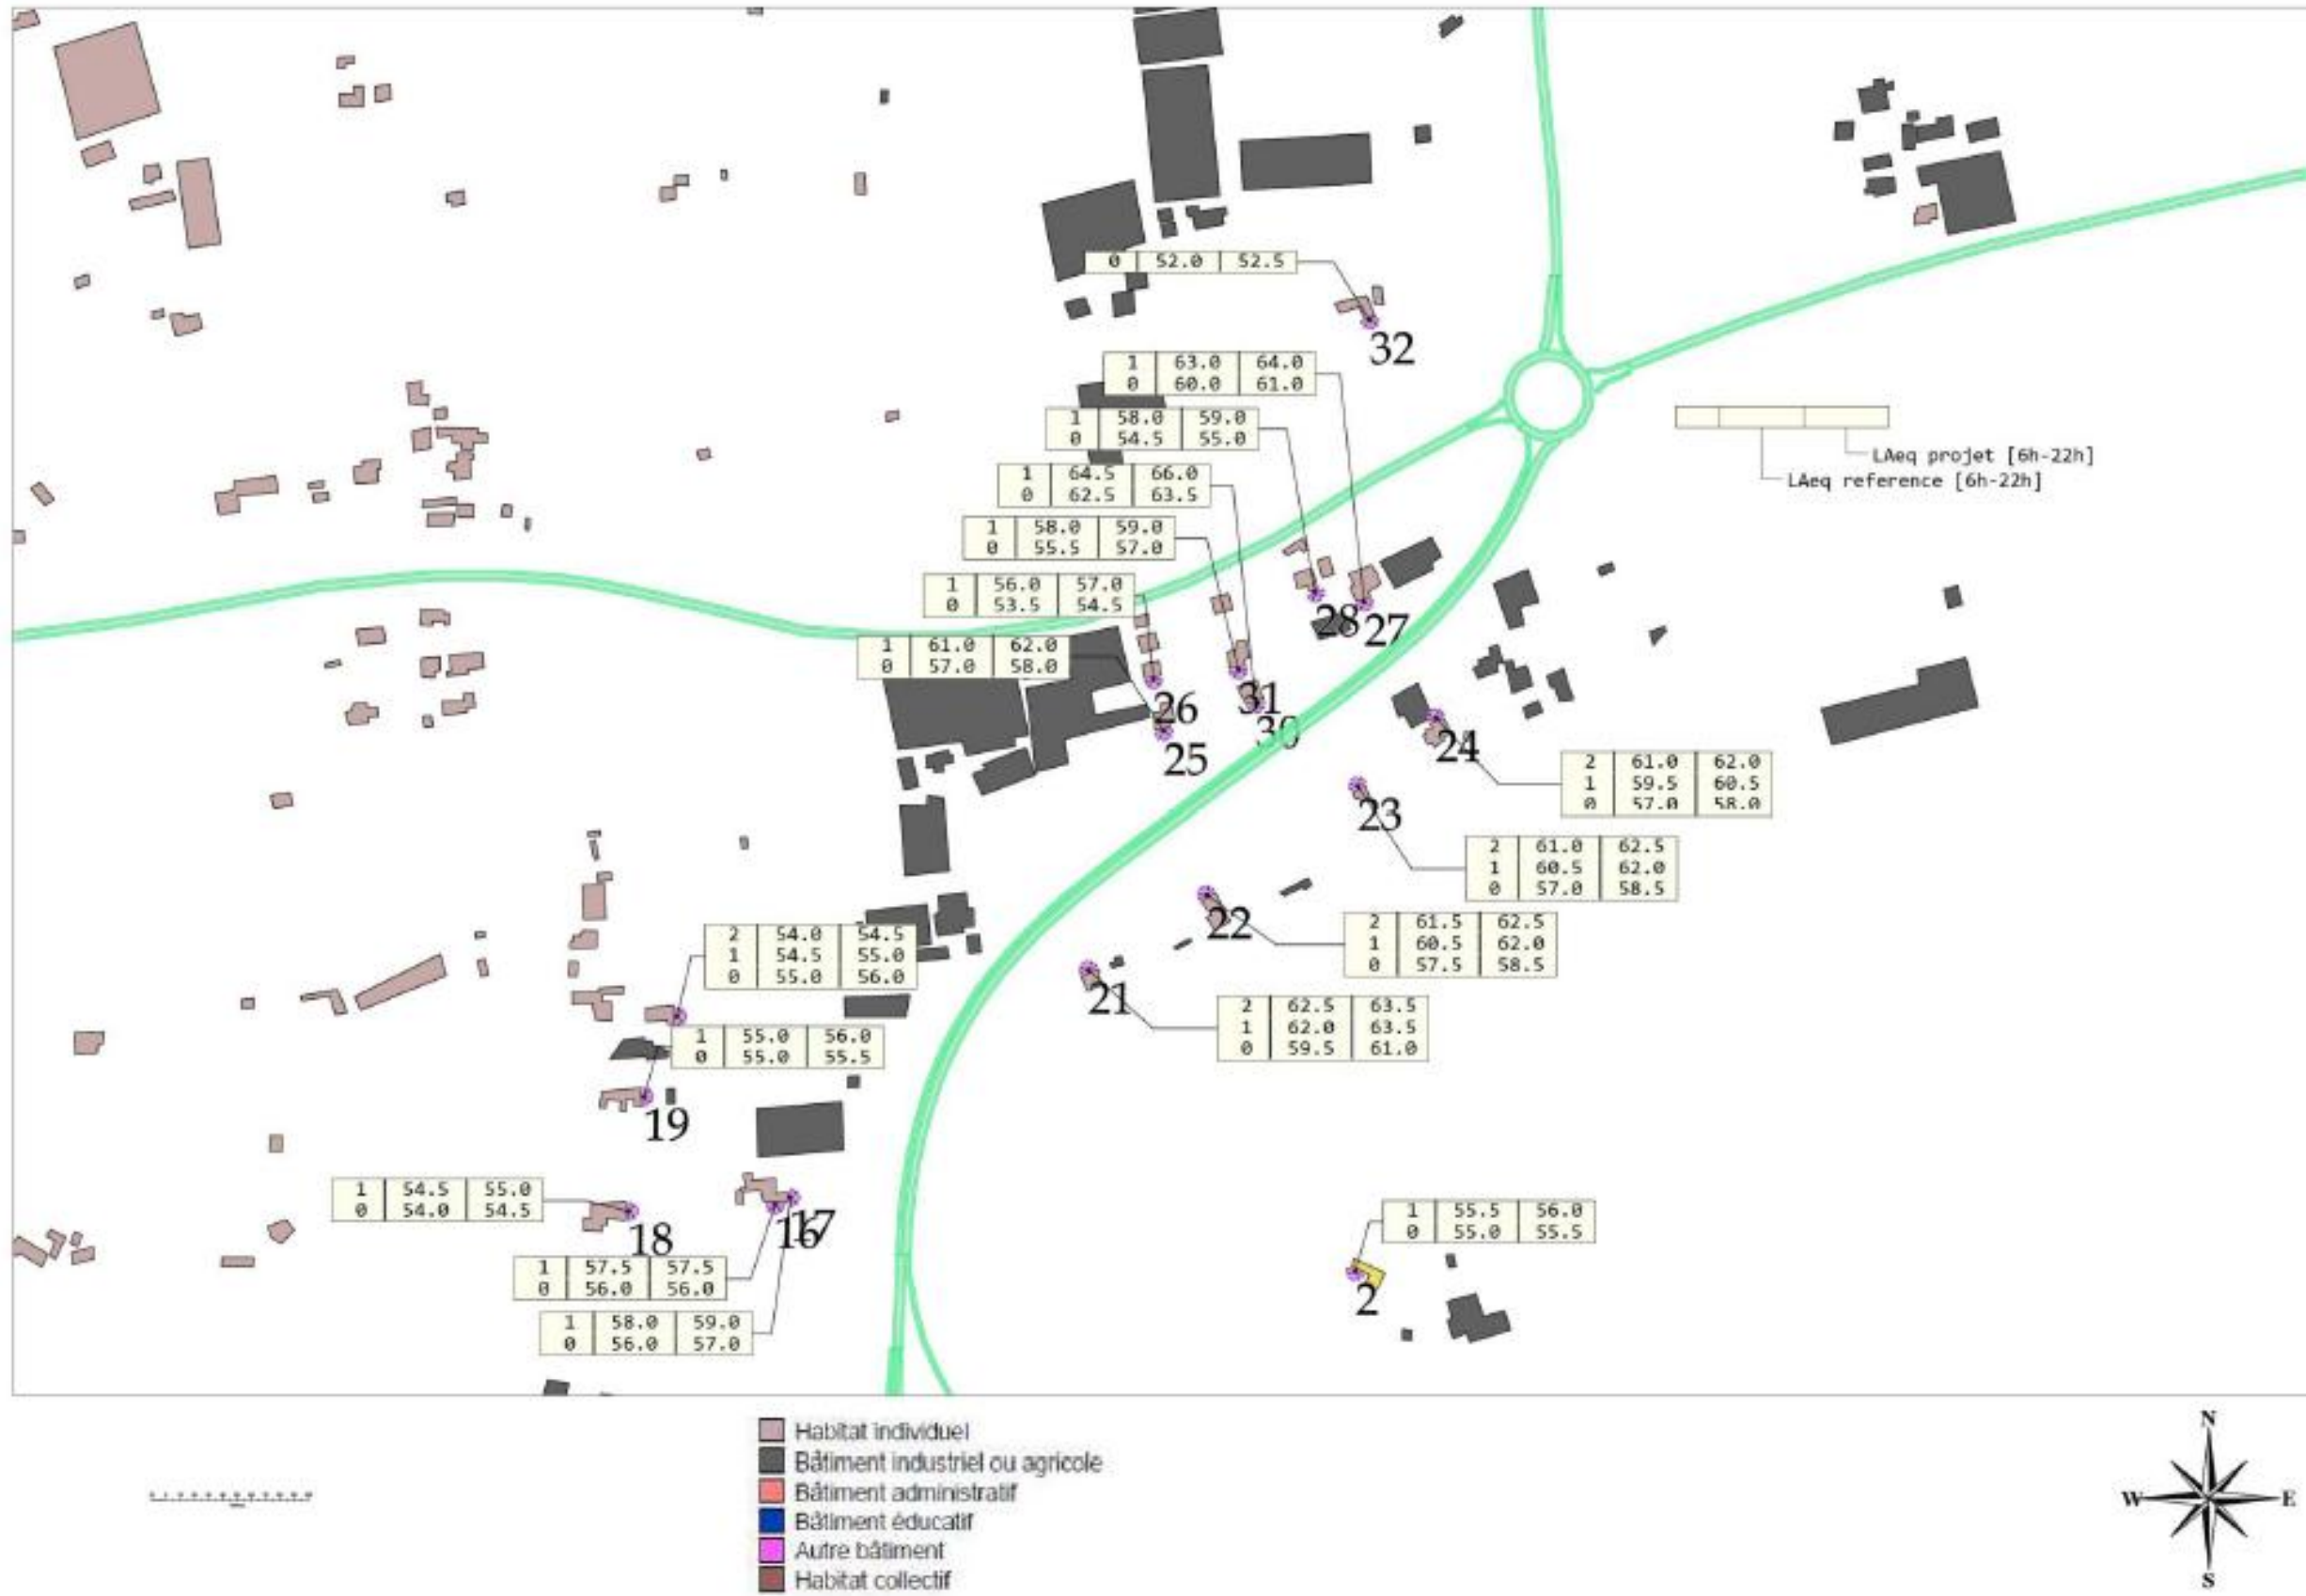 0 52.0 52.5
32
1 63.0 64.0
0 60.0 61.0
1 58.0 59.0
0 54.5 55.0
1 64.5 66.0
0 62.5 63.5
1 58.0 59.0
0 55.5 57.0
1 56.0 57.0
0 53.5 54.5
1 61.0 62.0
0 57.0 58.0
LAeq projet [6h-22h]
LAeq reference [6h-22h]
28
27
31
30
26
25
24
2 61.0 62.0
1 59.5 60.5
0 57.0 58.0
23
2 61.0 62.5
1 60.5 62.0
0 57.0 58.5
22
2 61.5 62.5
1 60.5 62.0
0 57.5 58.5
21
2 62.5 63.5
1 62.0 63.5
0 59.5 61.0
2 54.0 54.5
1 54.5 55.0
0 55.0 56.0
1 55.0 56.0
0 55.0 55.5
19
1 54.5 55.0
0 54.0 54.5
18
16
17
1 57.5 57.5
0 56.0 56.0
1 58.0 59.0
0 56.0 57.0
1 55.5 56.0
0 55.0 55.5
2
Habitat individuel
Bâtiment industriel ou agricole
Bâtiment administratif
Bâtiment éducatif
Autre bâtiment
Habitat collectif
N
W
E
S